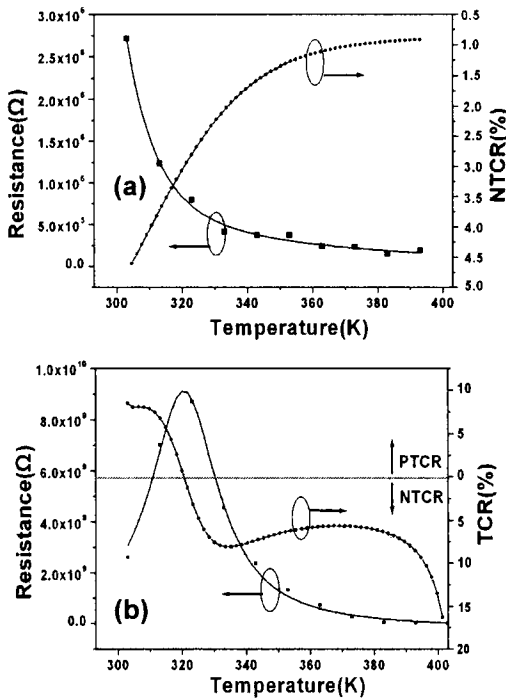 3.0x10⁶
2.5x10⁶
2.0x10⁶
1.5x10⁶
1.0x10⁶
5.0x10⁵
0.0
Resistance(Ω)
(a)
0.5
1.0
1.5
2.0
2.5
3.0
3.5
4.0
4.5
5.0
NTCR(%)
300 320 340 360 380 400
Temperature(K)
1.0x10¹⁰
8.0x10⁹
6.0x10⁹
4.0x10⁹
2.0x10⁹
0.0
Resistance(Ω)
(b)
PTCR
NTCR
10
5
0
5
10
15
20
TCR(%)
300 320 340 360 380 400
Temperature(K)